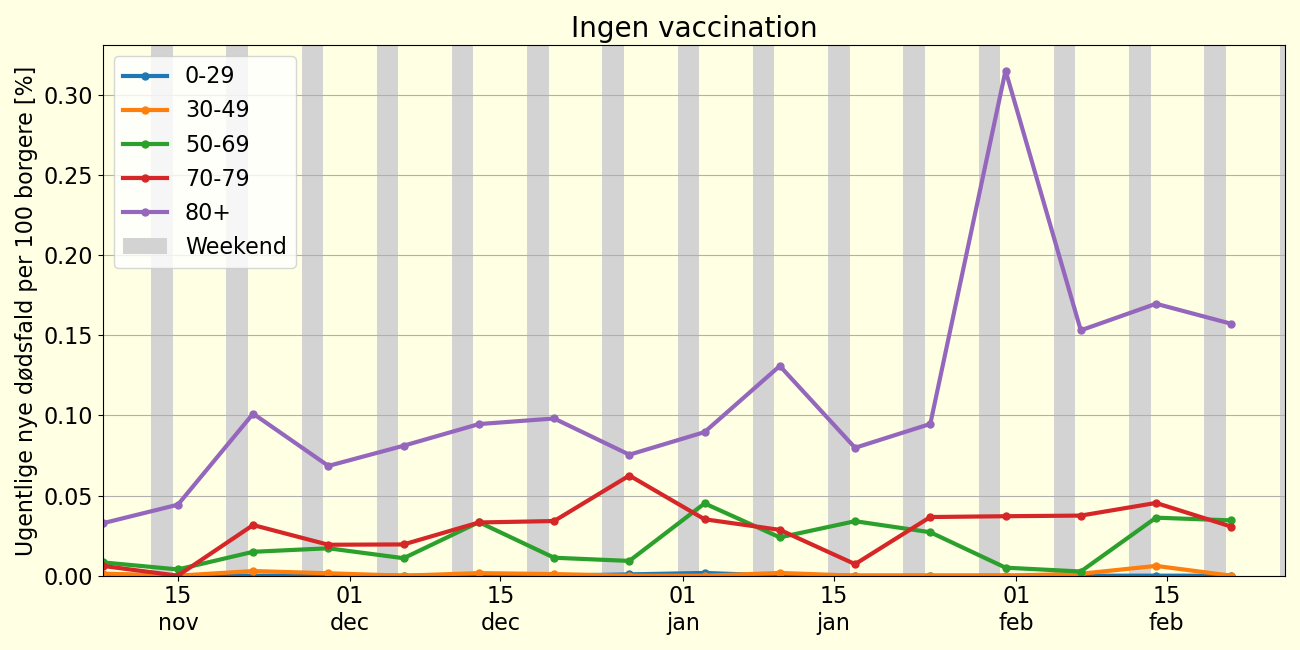 Ingen vaccination
Ugentlige nye dødsfald per 100 borgere [%]
0.30
0.25
0.20
0.15
0.10
0.05
0.00
0-29
30-49
50-69
70-79
80+
Weekend
15 01 15 01 15 01 15
nov dec dec jan jan feb feb